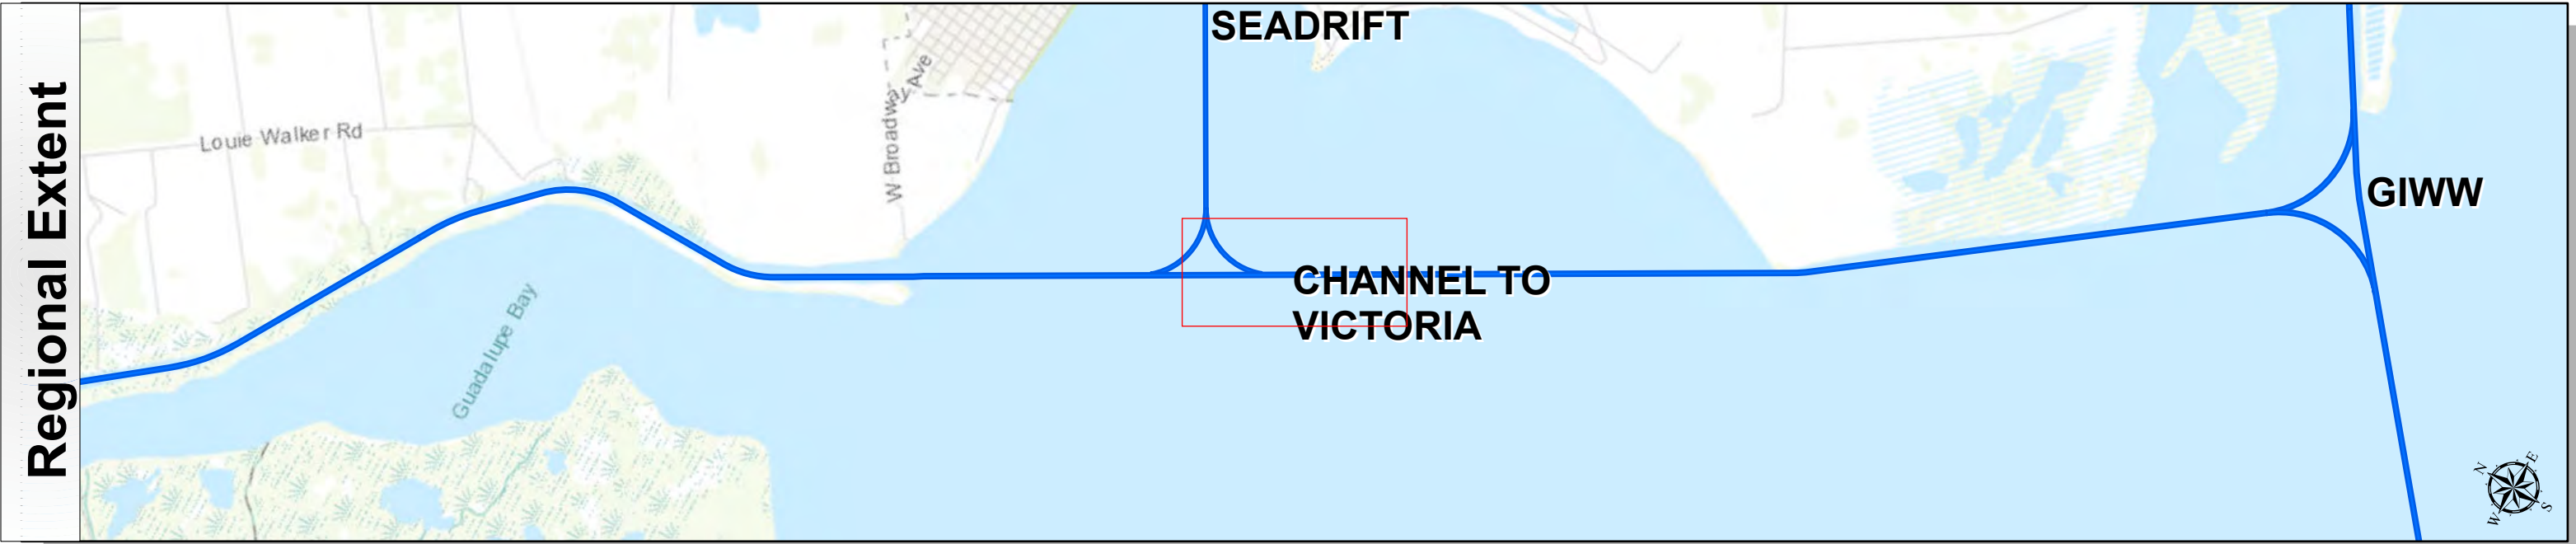 Regional Extent
SEADRIFT
Louie Walker Rd
W Broadway Ave
GIWW
CHANNEL TO
VICTORIA
Guadalupe Bay
N
E
W
S